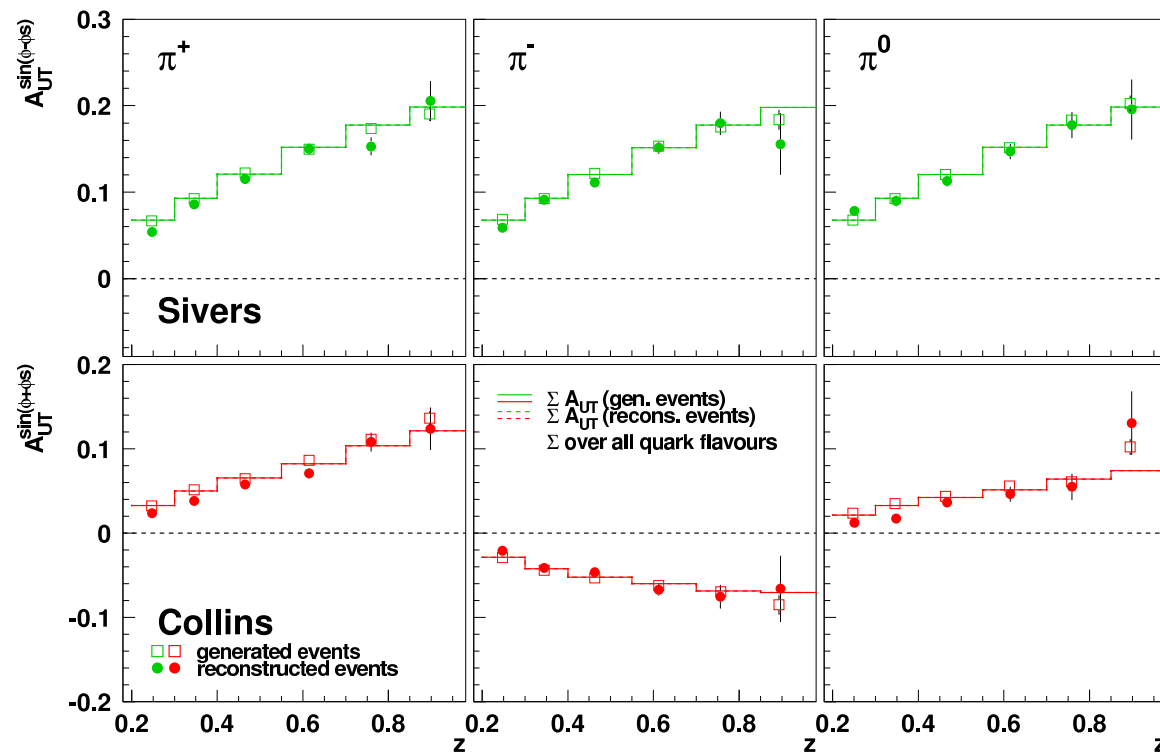 0.3
0.2
0.1
0
A_UT^sin(ϕ-ϕs)
π+
π-
π0
Sivers
0.2
0.1
0
-0.1
-0.2
A_UT^sin(ϕ+ϕs)
Σ A_UT (gen. events)
Σ A_UT (recons. events)
Σ over all quark flavours
Collins
generated events
reconstructed events
0.2 0.4 0.6 0.8 0.2 0.4 0.6 0.8 0.2 0.4 0.6 0.8
z z z